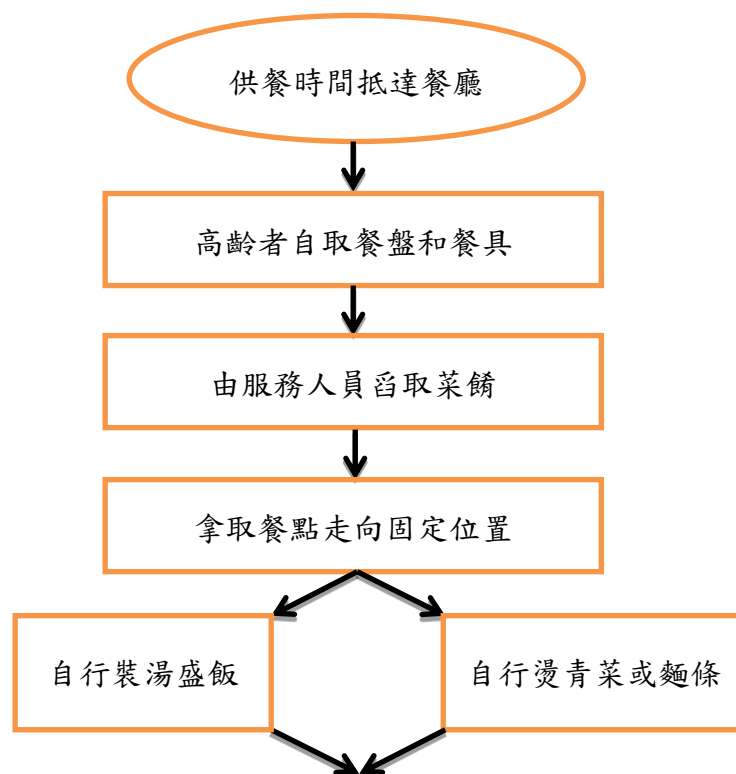 供餐時間抵達餐廳
高齡者自取餐盤和餐具
由服務人員舀取菜餚
拿取餐點走向固定位置
自行裝湯盛飯
自行燙青菜或麵條